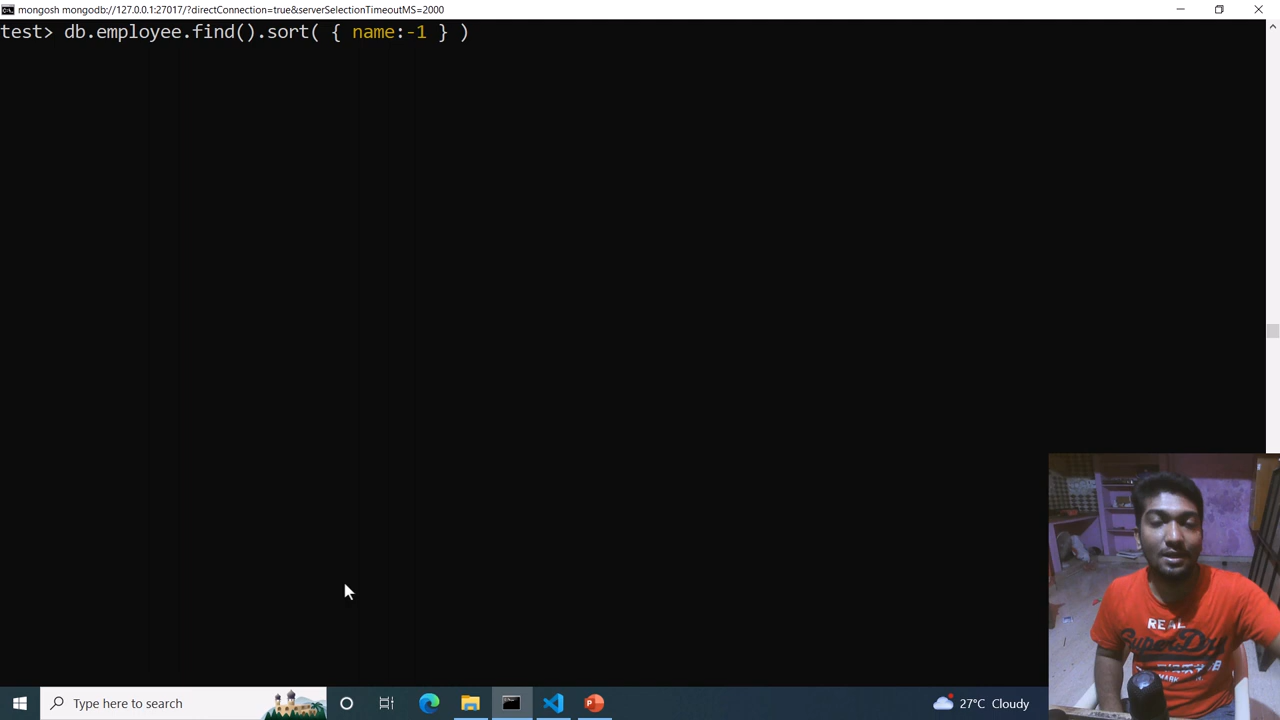 mongosh mongodb://127.0.0.1:27017/?directConnection=true&serverSelectionTimeoutMS=2000
test> db.employee.find().sort( { name:-1 } )
REAL
SuperDry
Type here to search
27°C Cloudy